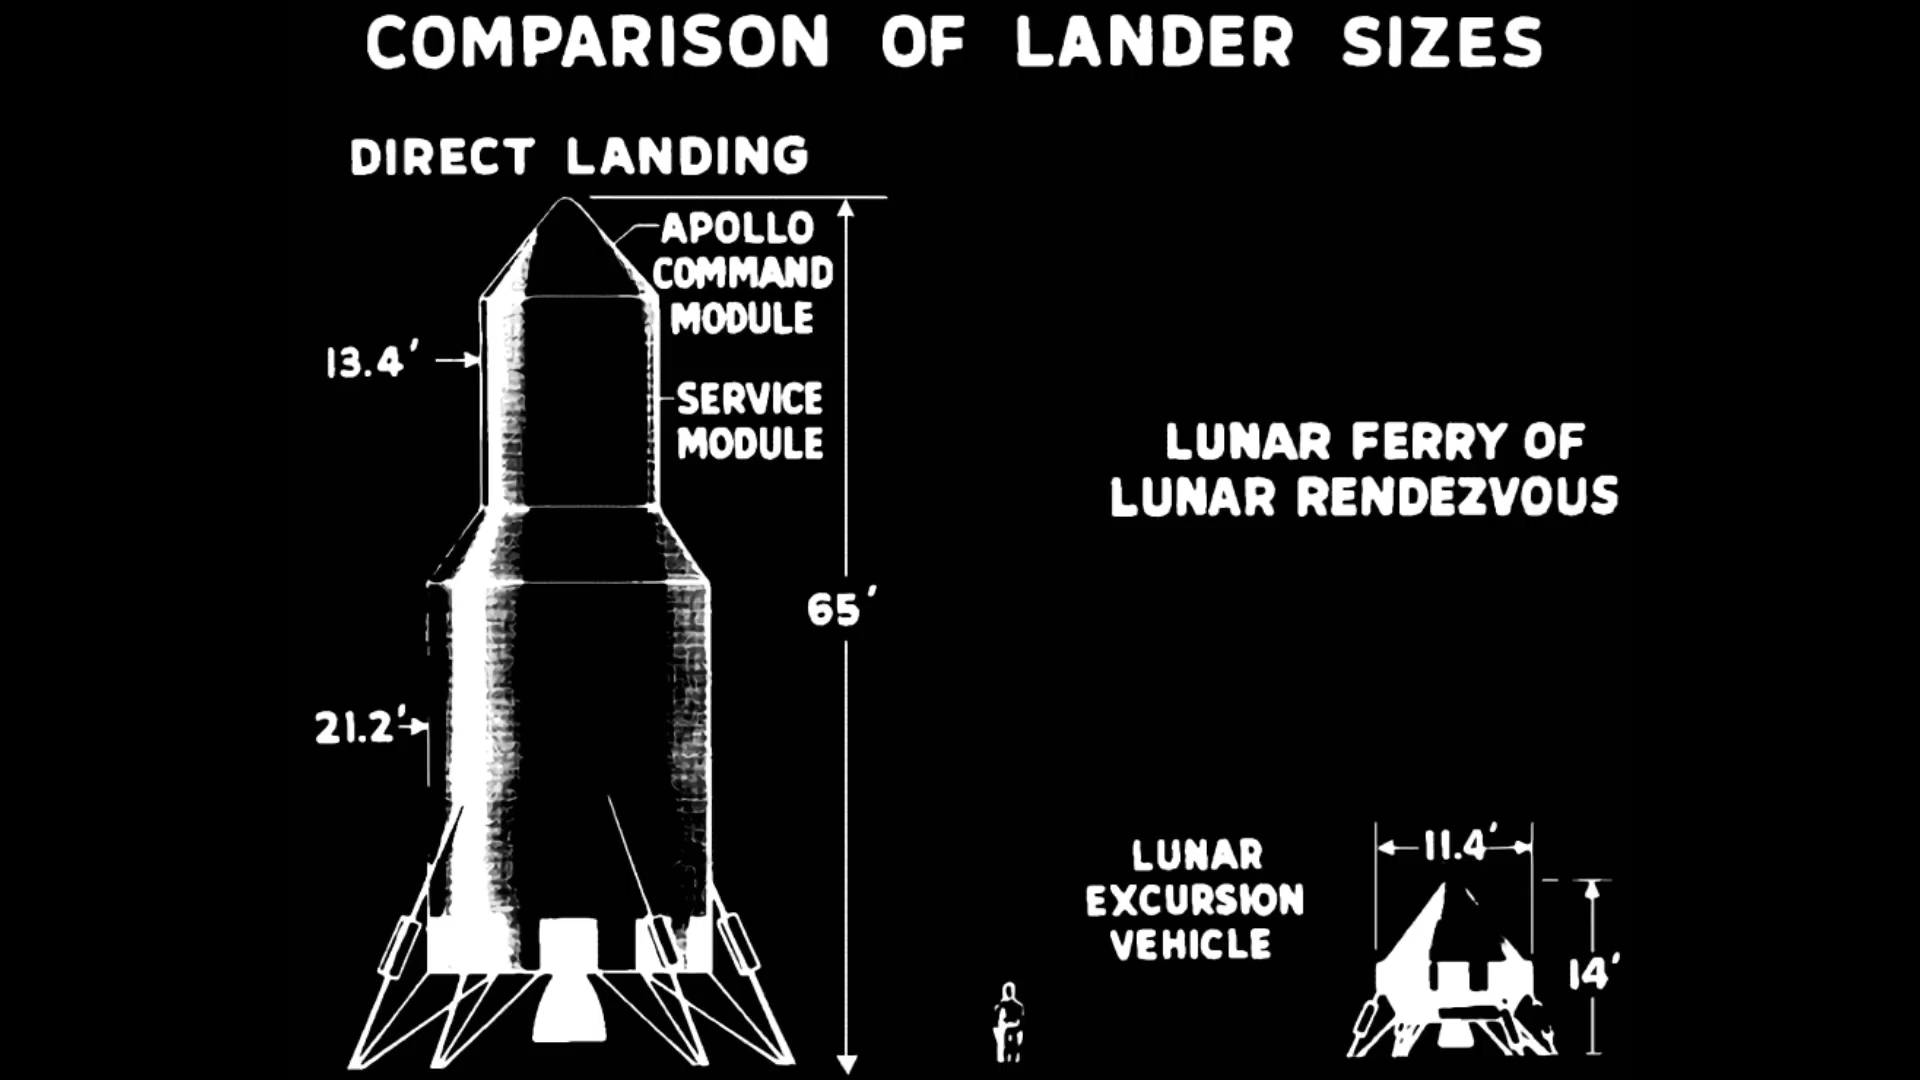 COMPARISON OF LANDER SIZES
DIRECT LANDING
APOLLO
COMMAND
MODULE
13.4'
SERVICE
MODULE
65'
21.2'
LUNAR FERRY OF
LUNAR RENDEZVOUS
11.4'
LUNAR
EXCURSION
VEHICLE
14'